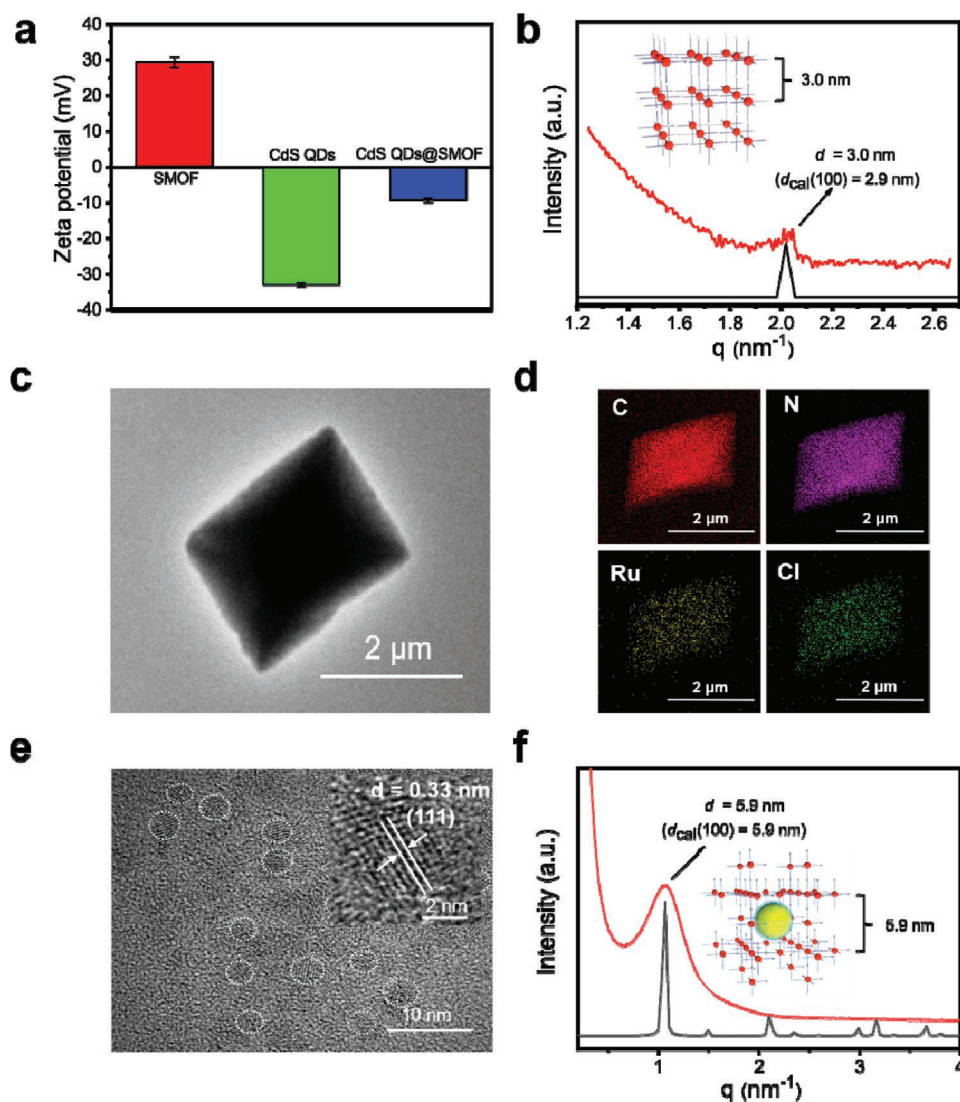 a
Zeta potential (mV)
40
30
20
10
0
-10
-20
-30
-40
SMOF
CdS QDs
CdS QDs@SMOF
b
Intensity (a.u.)
3.0 nm
d = 3.0 nm
(dcal(100) = 2.9 nm)
1.2 1.4 1.6 1.8 2.0 2.2 2.4 2.6
q (nm-1)
c
2 µm
d
C
2 µm
N
2 µm
Ru
2 µm
Cl
2 µm
e
d = 0.33 nm
(111)
2 nm
10 nm
f
Intensity (a.u.)
d = 5.9 nm
(dcal(100) = 5.9 nm)
5.9 nm
1 2 3 4
q (nm-1)